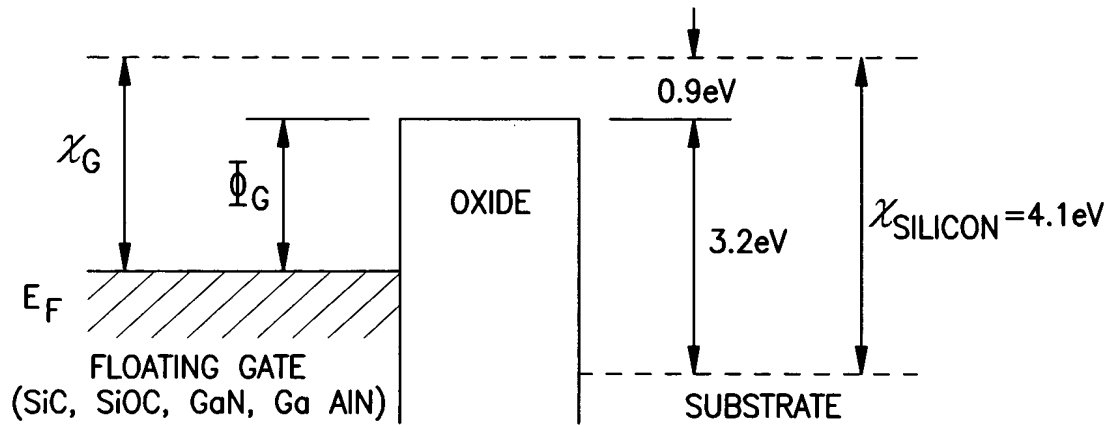 0.9eV
χG
ΦG
OXIDE
3.2eV
χSILICON=4.1eV
EF
FLOATING GATE
(SiC, SiOC, GaN, Ga AlN)
SUBSTRATE